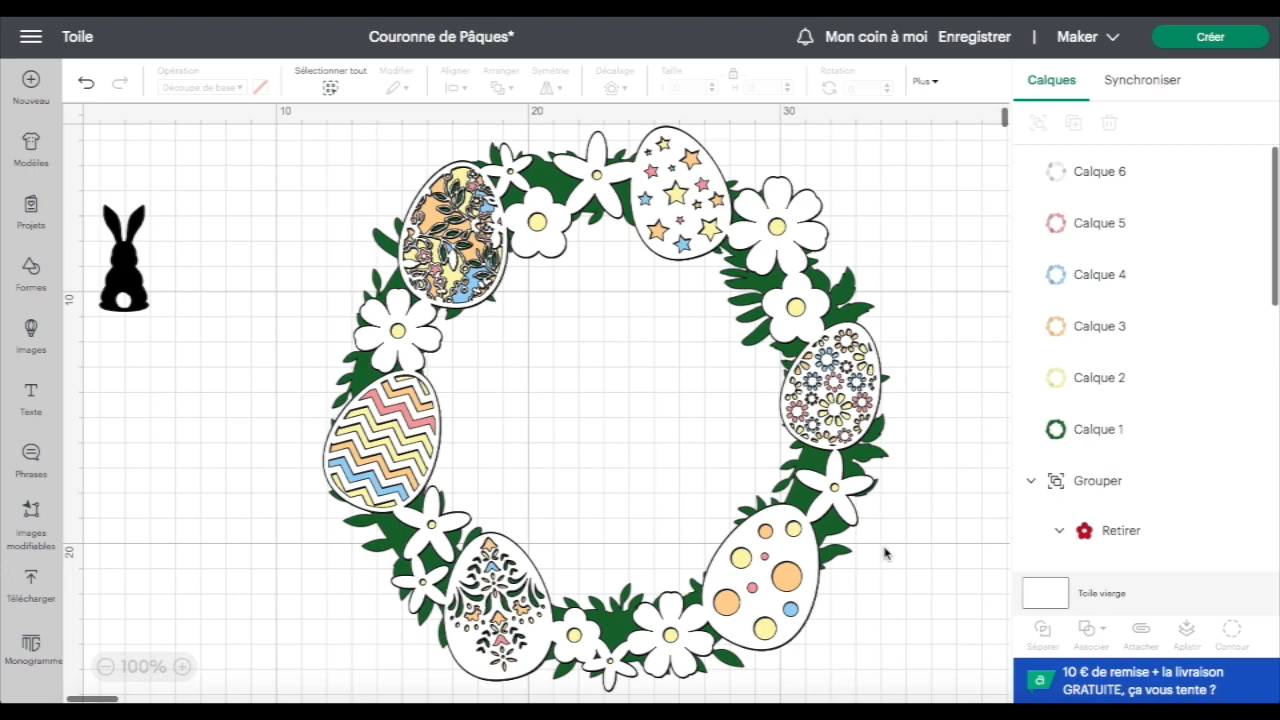 Toile
Couronne de Pâques*
Mon coin à moi
Enregistrer
|
Maker
Créer
Nouveau
Modèles
Projets
Formes
Images
Texte
Phrases
Images
modifiables
Télécharger
Monogramme
Opération
Découpe de base
Sélectionner tout
Modifier
Aligner
Arranger
Symétrie
Décalage
Taille
L
H
Rotation
Plus
10
20
30
10
20
100%
Calques
Synchroniser
Calque 6
Calque 5
Calque 4
Calque 3
Calque 2
Calque 1
Grouper
Retirer
Toile vierge
Séparer
Associer
Attacher
Aplatir
Contour
a
10 € de remise + la livraison
GRATUITE, ça vous tente ?